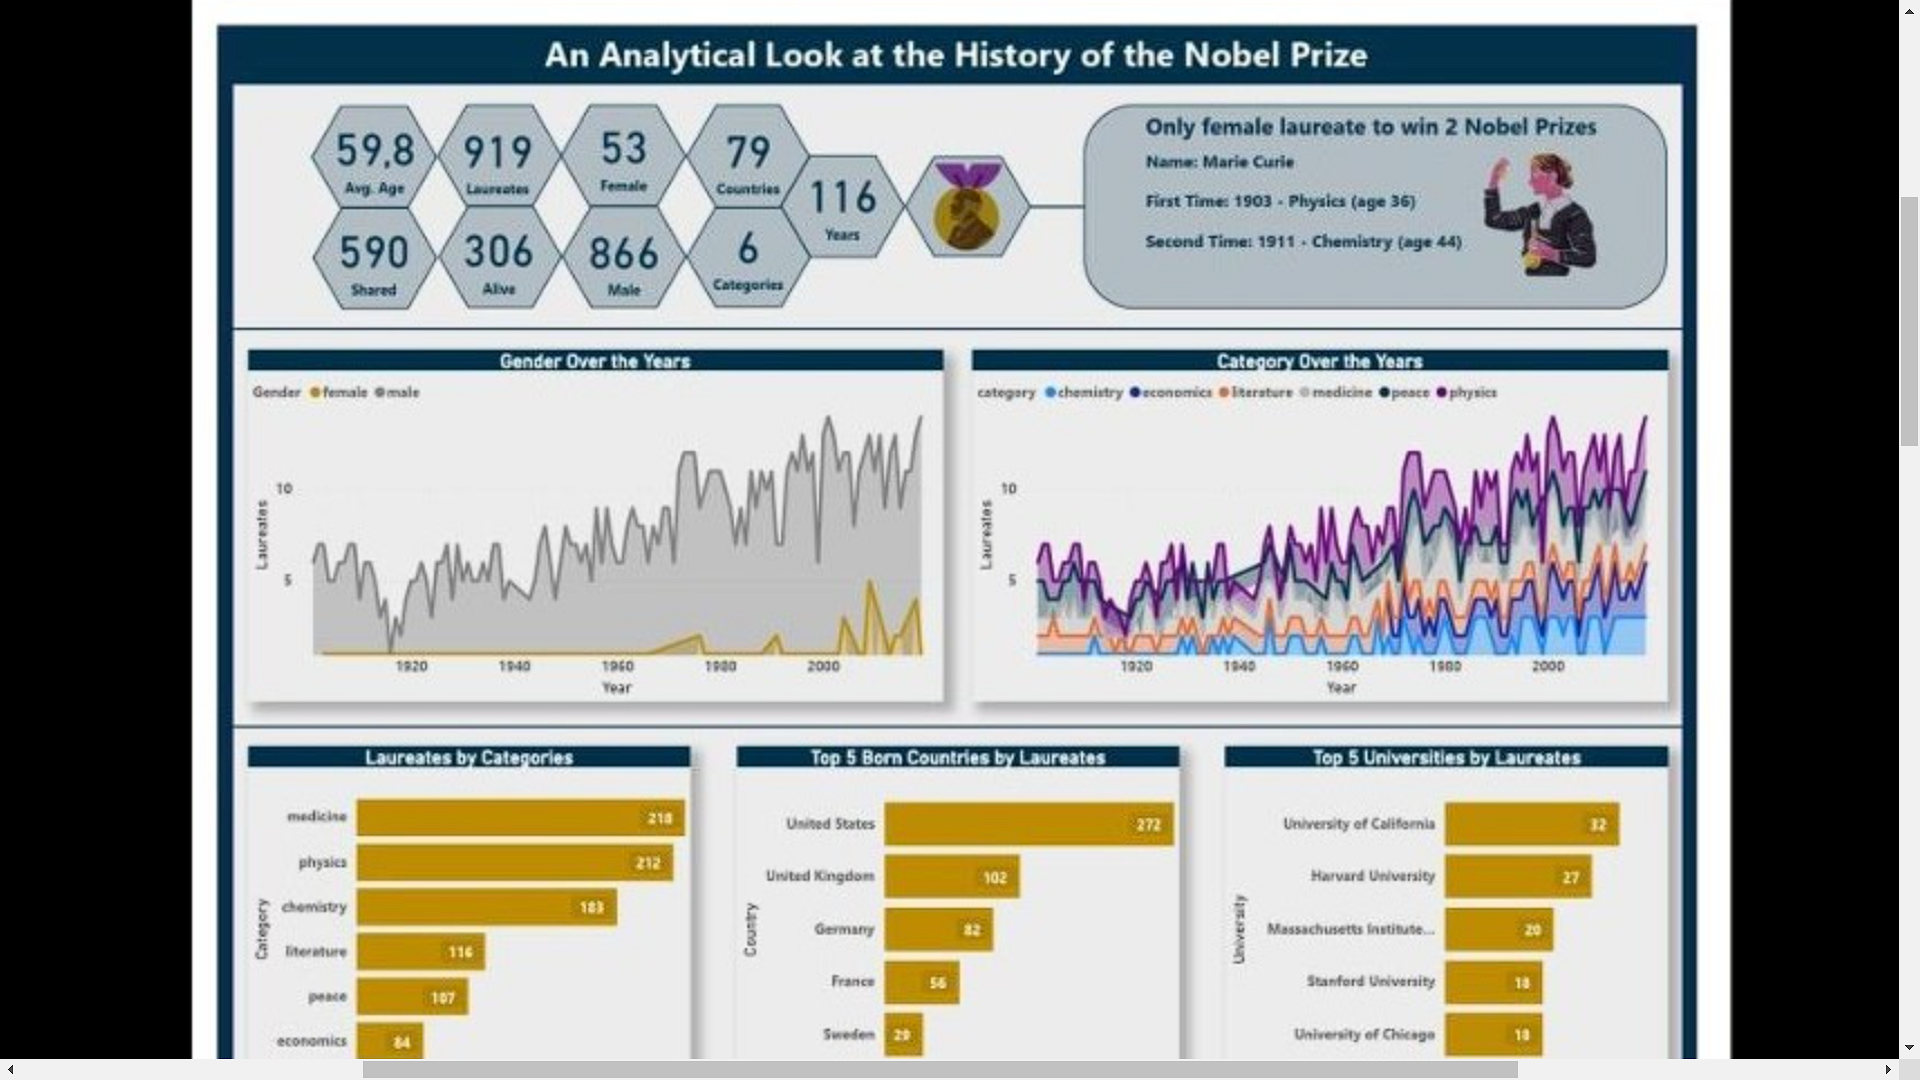 An Analytical Look at the History of the Nobel Prize
59,8
Avg. Age
919
Laureates
53
Female
79
Countries
116
Years
590
Shared
306
Alive
866
Male
6
Categories
Only female laureate to win 2 Nobel Prizes
Name: Marie Curie
First Time: 1903 - Physics (age 36)
Second Time: 1911 - Chemistry (age 44)
Gender Over the Years
Gender female male
Laureates
10
5
1920 1940 1960 1980 2000
Year
Category Over the Years
category chemistry economics literature medicine peace physics
Laureates
10
5
1920 1940 1960 1980 2000
Year
Laureates by Categories
Category
medicine 218
physics 212
chemistry 183
literature 116
peace 107
economics 84
Top 5 Born Countries by Laureates
Country
United States 272
United Kingdom 102
Germany 82
France 56
Sweden 29
Top 5 Universities by Laureates
University
University of California 32
Harvard University 27
Massachusetts Institute... 20
Stanford University 18
University of Chicago 18